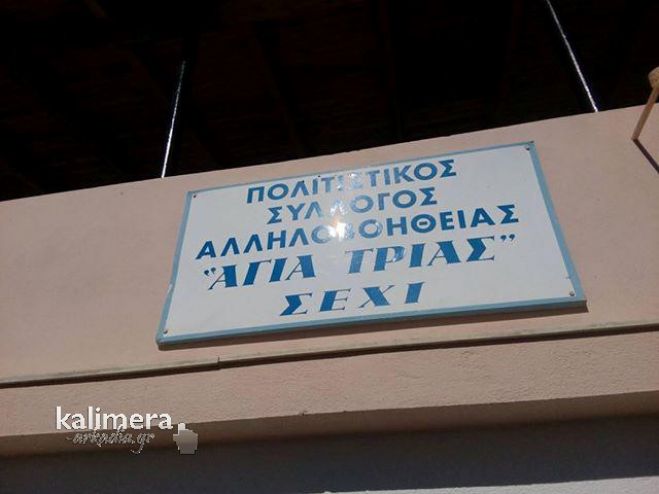 ΠΟΛΙΤΙΣΤΙΚΟΣ
ΣΥΛΛΟΓΟΣ
ΑΛΛΗΛΟΒΟΗΘΕΙΑΣ
"ΑΓΙΑ ΤΡΙΑΣ"
ΣΕΧΙ
kalimera
arkadia.gr